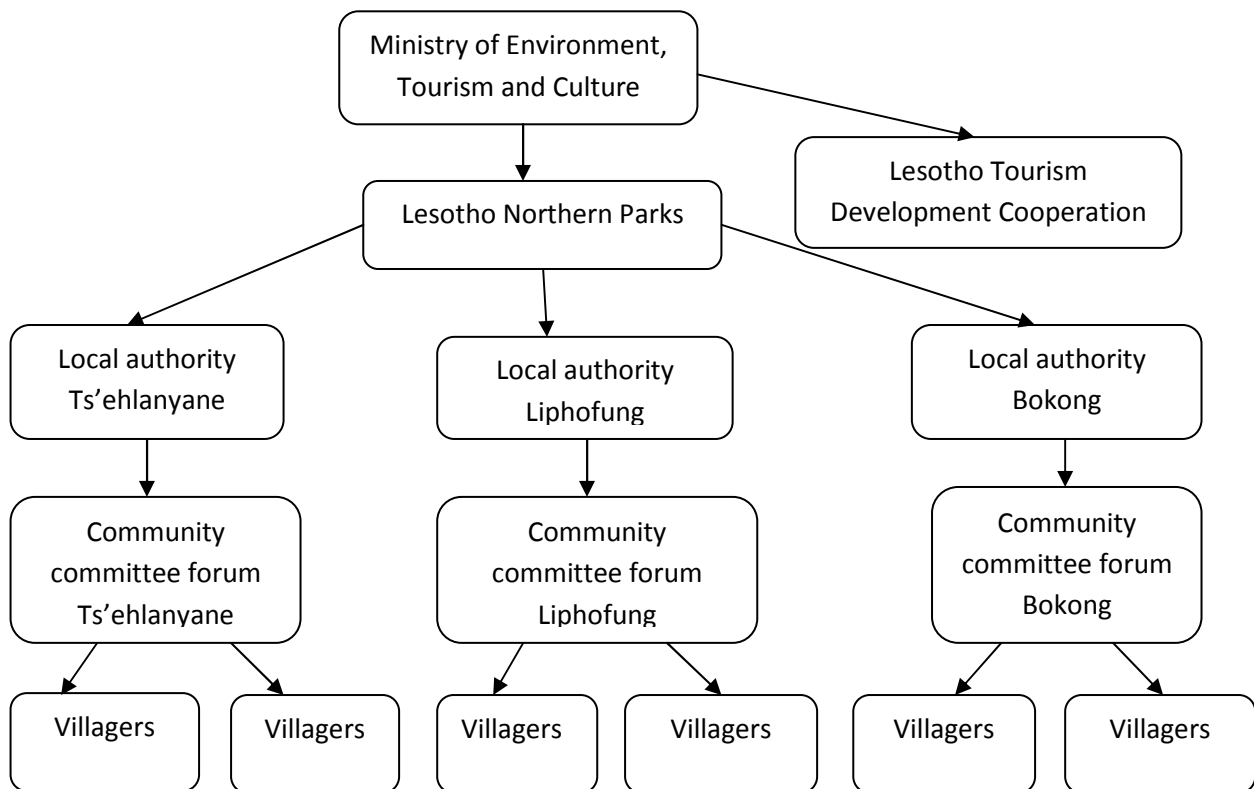 Ministry of Environment,
Tourism and Culture
Lesotho Tourism
Development Cooperation
Lesotho Northern Parks
Local authority
Ts’ehlanyane
Local authority
Liphofung
Local authority
Bokong
Community
committee forum
Ts’ehlanyane
Community
committee forum
Liphofung
Community
committee forum
Bokong
Villagers
Villagers
Villagers
Villagers
Villagers
Villagers